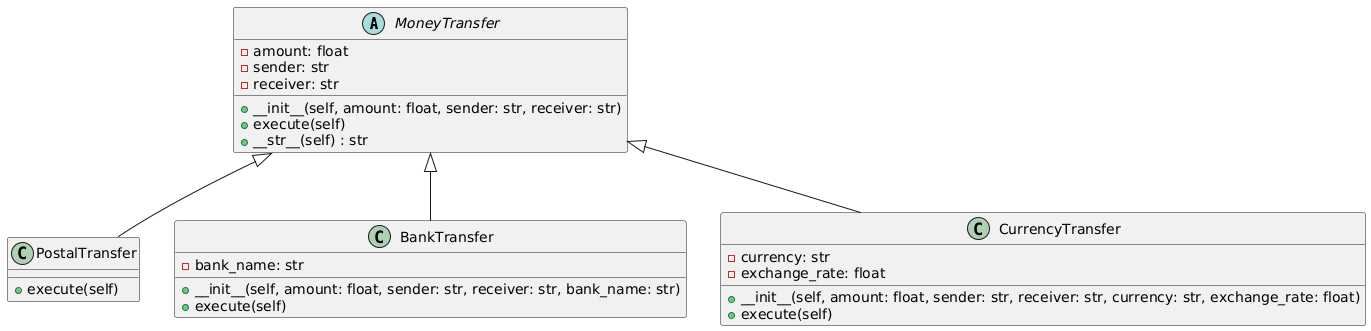 A MoneyTransfer
amount: float
sender: str
receiver: str
__init__(self, amount: float, sender: str, receiver: str)
execute(self)
__str__(self) : str
C PostalTransfer
execute(self)
C BankTransfer
bank_name: str
__init__(self, amount: float, sender: str, receiver: str, bank_name: str)
execute(self)
C CurrencyTransfer
currency: str
exchange_rate: float
__init__(self, amount: float, sender: str, receiver: str, currency: str, exchange_rate: float)
execute(self)